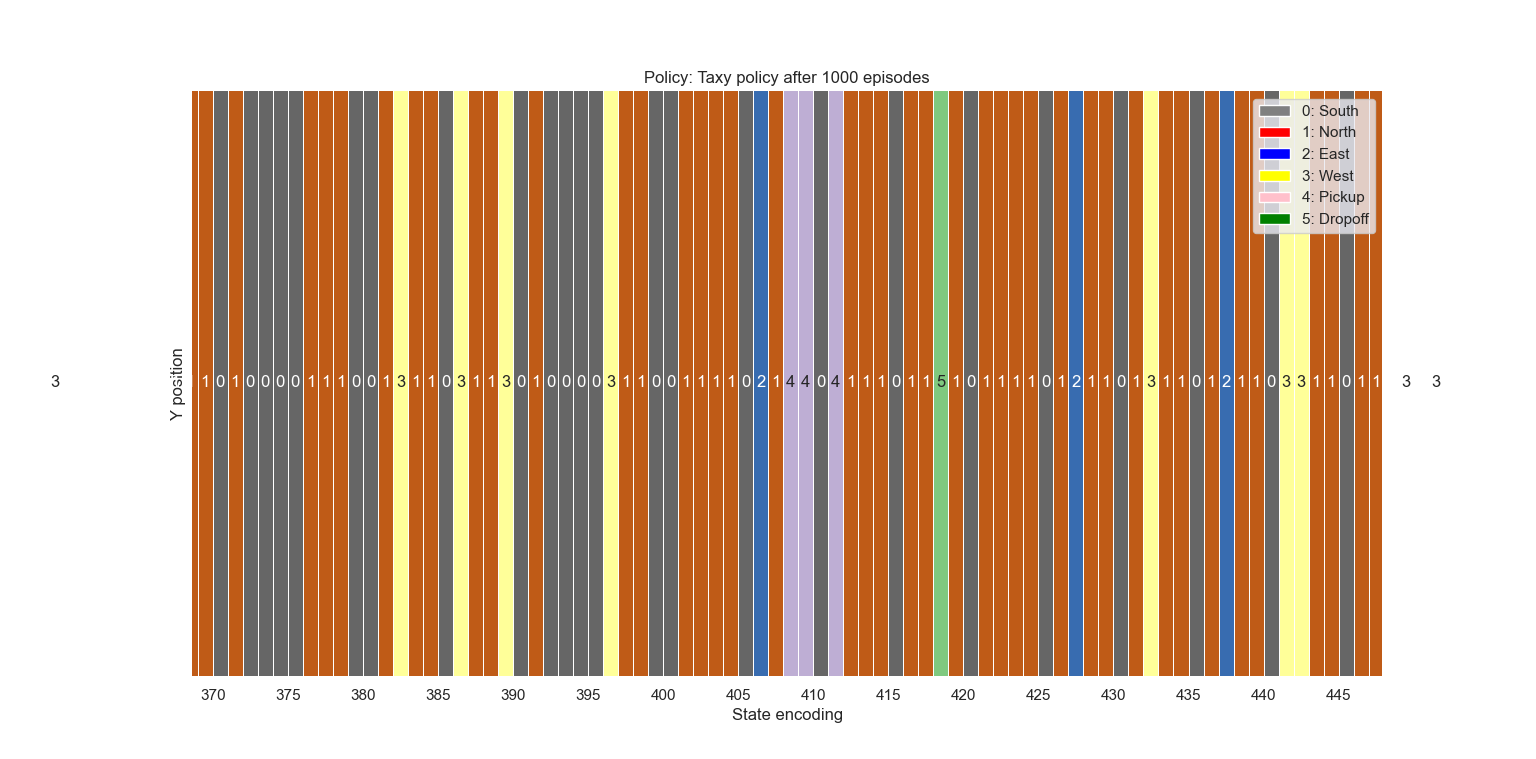 Policy: Taxy policy after 1000 episodes
0: South
1: North
2: East
3: West
4: Pickup
5: Dropoff
Y position
3 1 1 0 1 0 0 0 0 1 1 1 0 0 1 3 1 1 0 3 1 1 3 0 1 0 0 0 0 3 1 1 0 0 1 1 1 1 0 2 1 4 4 0 4 1 1 1 0 1 1 5 1 0 1 1 1 1 0 1 2 1 1 0 1 3 1 1 0 1 2 1 1 0 3 3 1 1 0 1 1 3 3
370 375 380 385 390 395 400 405 410 415 420 425 430 435 440 445
State encoding